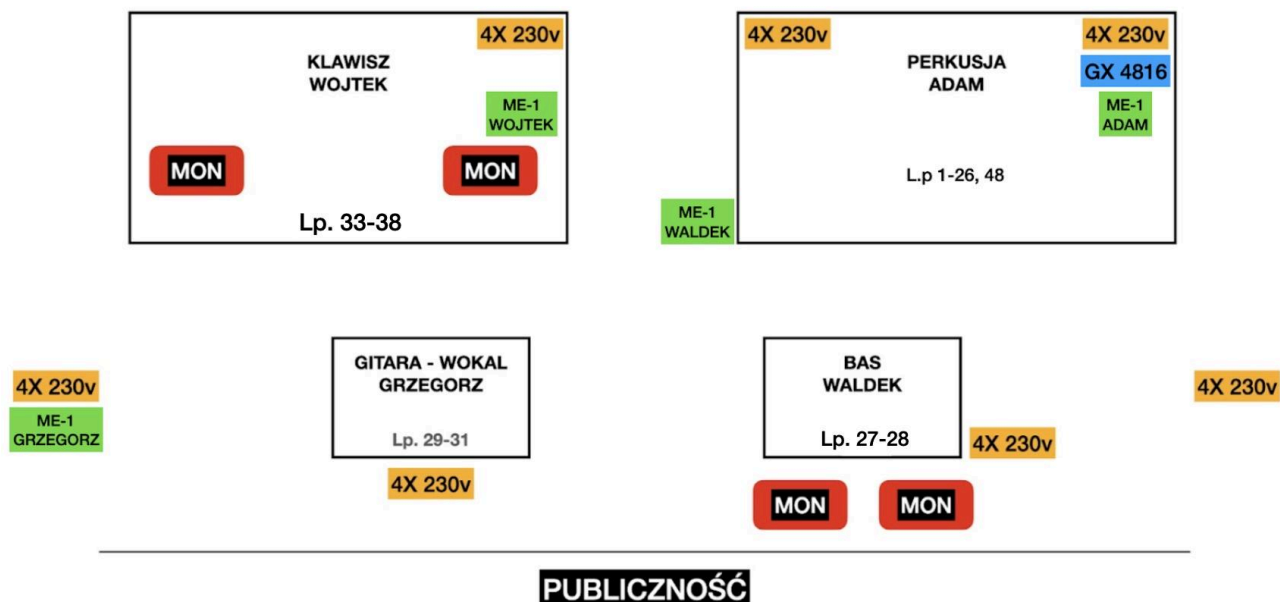 4X 230v
KLAWISZ
WOJTEK
ME-1
WOJTEK
MON
MON
Lp. 33-38
4X 230v
4X 230v
PERKUSJA
ADAM
GX 4816
ME-1
ADAM
L.p 1-26, 48
ME-1
WALDEK
4X 230v
ME-1
GRZEGORZ
GITARA - WOKAL
GRZEGORZ
Lp. 29-31
4X 230v
BAS
WALDEK
Lp. 27-28
4X 230v
4X 230v
MON
MON
PUBLICZNOŚĆ